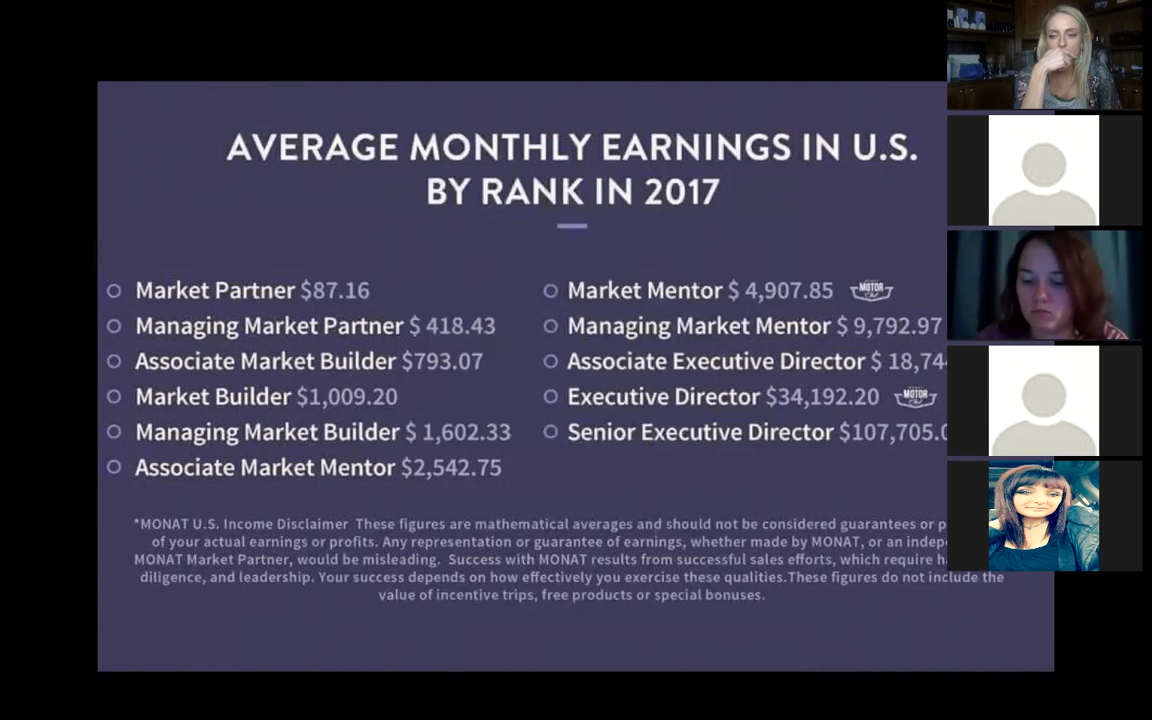 AVERAGE MONTHLY EARNINGS IN U.S.
BY RANK IN 2017
Market Partner $87.16
Managing Market Partner $ 418.43
Associate Market Builder $793.07
Market Builder $1,009.20
Managing Market Builder $ 1,602.33
Associate Market Mentor $2,542.75
Market Mentor $ 4,907.85 MOTOR Club
Managing Market Mentor $ 9,792.97
Associate Executive Director $ 18,74
Executive Director $34,192.20 MOTOR Club
Senior Executive Director $107,705.0
*MONAT U.S. Income Disclaimer These figures are mathematical averages and should not be considered guarantees or p
of your actual earnings or profits. Any representation or guarantee of earnings, whether made by MONAT, or an indepe
MONAT Market Partner, would be misleading. Success with MONAT results from successful sales efforts, which require h
diligence, and leadership. Your success depends on how effectively you exercise these qualities.These figures do not include the
value of incentive trips, free products or special bonuses.